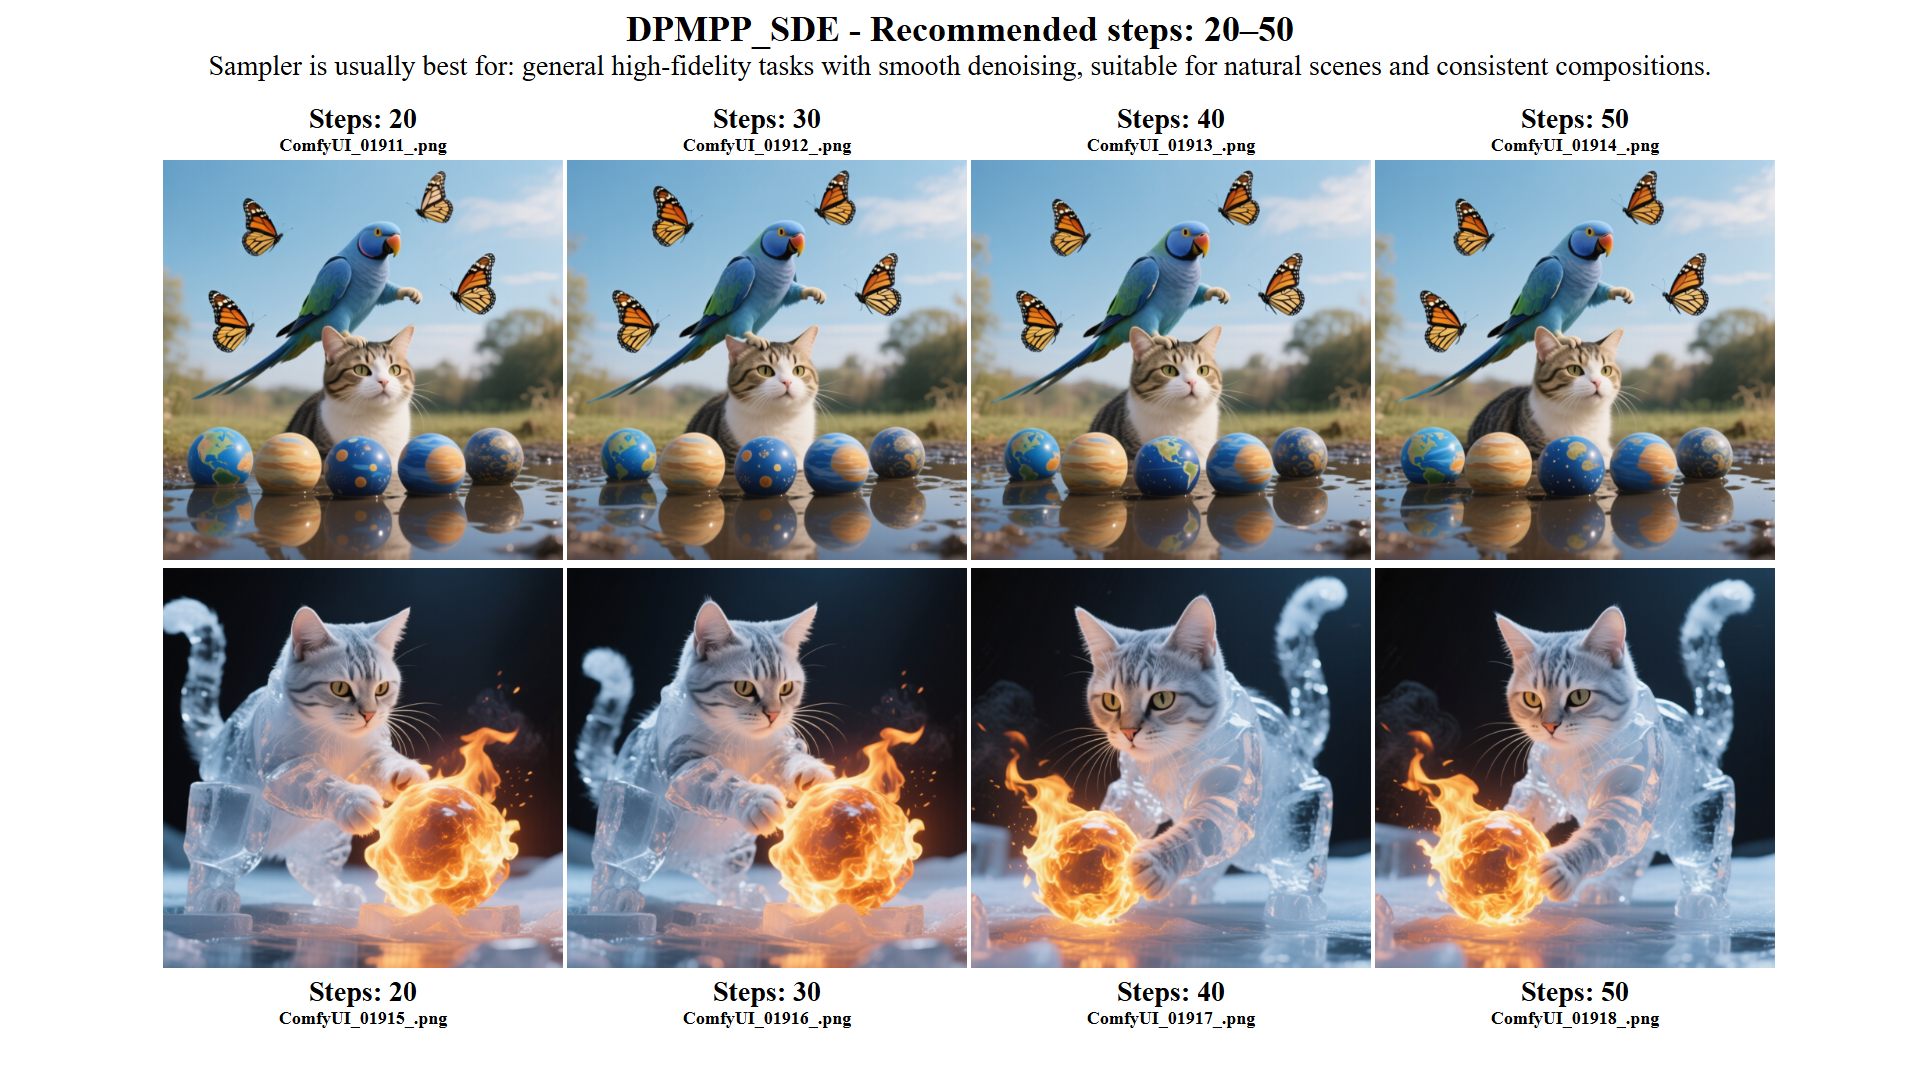 DPMPP_SDE - Recommended steps: 20–50
Sampler is usually best for: general high-fidelity tasks with smooth denoising, suitable for natural scenes and consistent compositions.
Steps: 20
ComfyUI_01911_.png
Steps: 30
ComfyUI_01912_.png
Steps: 40
ComfyUI_01913_.png
Steps: 50
ComfyUI_01914_.png
Steps: 20
ComfyUI_01915_.png
Steps: 30
ComfyUI_01916_.png
Steps: 40
ComfyUI_01917_.png
Steps: 50
ComfyUI_01918_.png